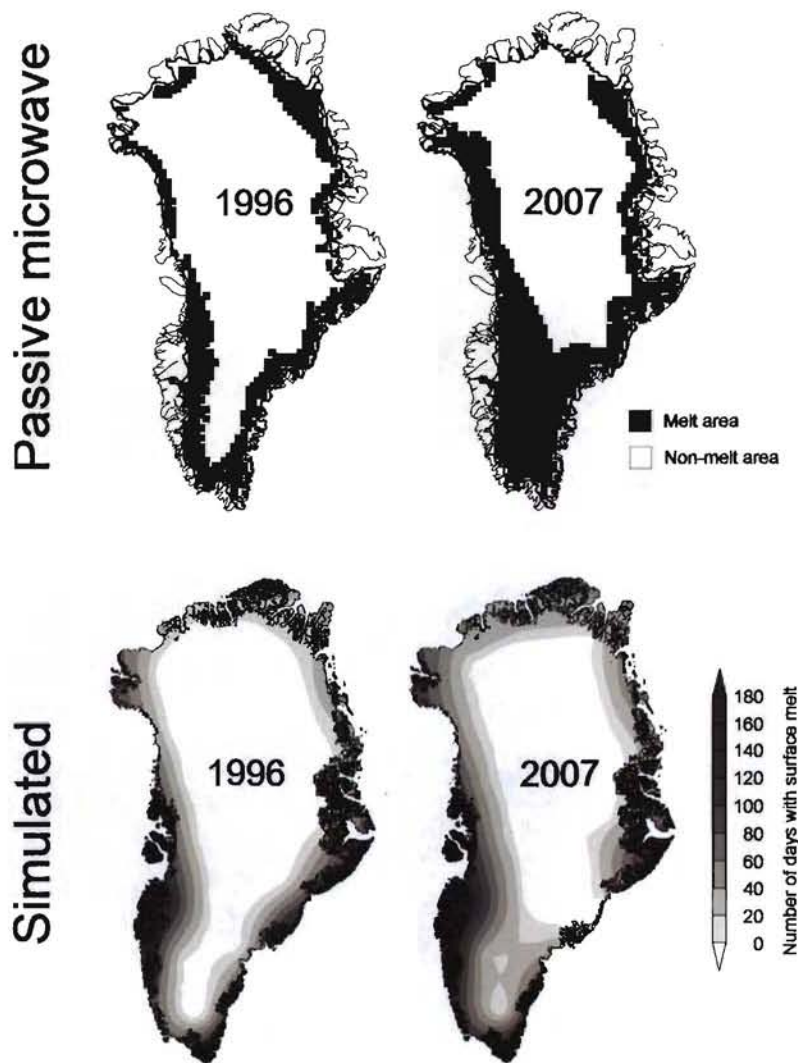 Passive microwave
1996
2007
Melt area
Non-melt area
Simulated
1996
2007
180
160
140
120
100
80
60
40
20
0
Number of days with surface melt